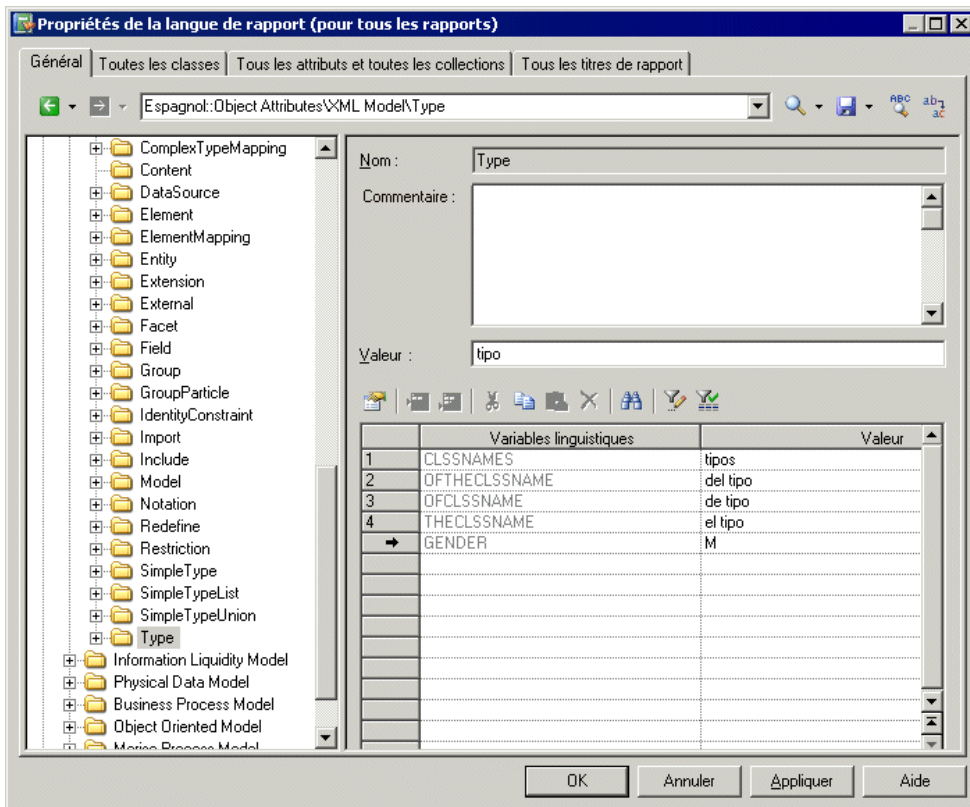 Propriétés de la langue de rapport (pour tous les rapports)
Général
Toutes les classes
Tous les attributs et toutes les collections
Tous les titres de rapport
Espagnol::Object Attributes\XML Model\Type
ComplexTypeMapping
Content
DataSource
Element
ElementMapping
Entity
Extension
External
Facet
Field
Group
GroupParticle
IdentityConstraint
Import
Include
Model
Notation
Redefine
Restriction
SimpleType
SimpleTypeList
SimpleTypeUnion
Type
Information Liquidity Model
Physical Data Model
Business Process Model
Object Oriented Model
Nom :
Type
Commentaire :
Valeur :
tipo
Variables linguistiques Valeur
1 CLSSNAMES tipos
2 OFTHECLSSNAME del tipo
3 OFCLSSNAME de tipo
4 THECLSSNAME el tipo
GENDER M
OK
Annuler
Appliquer
Aide